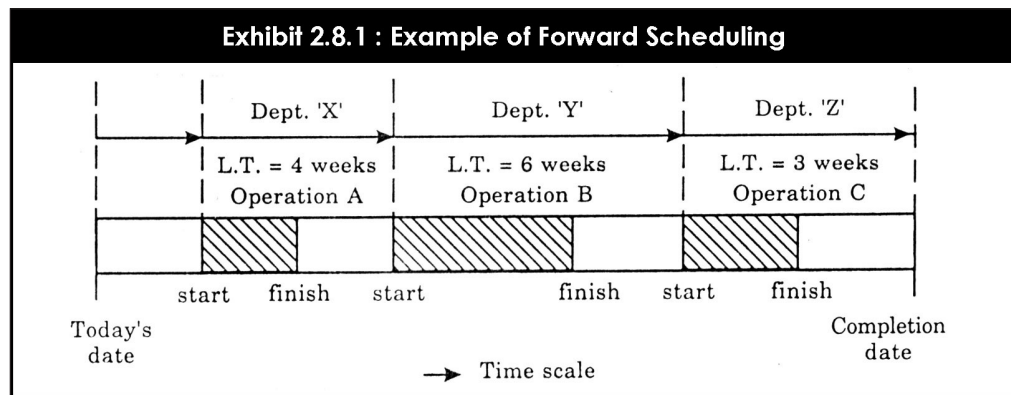 Exhibit 2.8.1 : Example of Forward Scheduling
Dept. 'X'
Dept. 'Y'
Dept. 'Z'
L.T. = 4 weeks
L.T. = 6 weeks
L.T. = 3 weeks
Operation A
Operation B
Operation C
start
finish
start
finish
start
finish
Today's
date
Completion
date
Time scale